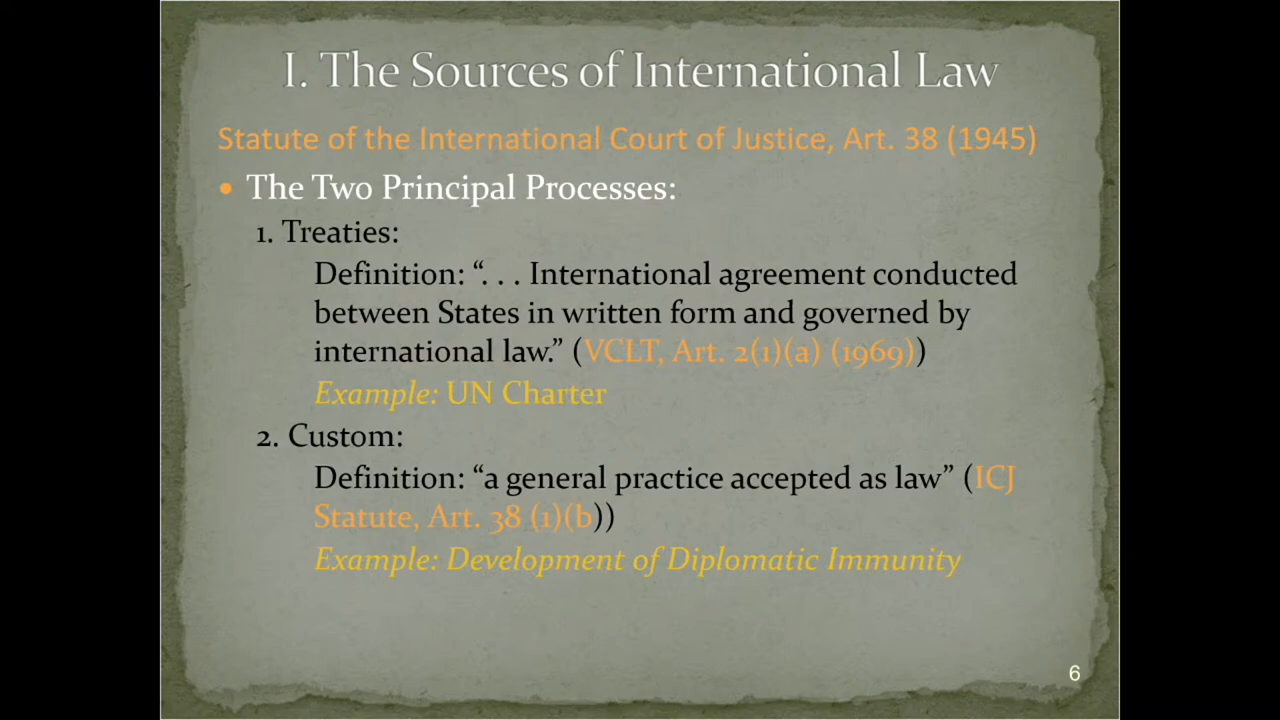 I. The Sources of International Law
Statute of the International Court of Justice, Art. 38 (1945)
• The Two Principal Processes:
1. Treaties:
Definition: “. . . International agreement conducted
between States in written form and governed by
international law.” (VCLT, Art. 2(1)(a) (1969))
Example: UN Charter
2. Custom:
Definition: “a general practice accepted as law” (ICJ
Statute, Art. 38 (1)(b))
Example: Development of Diplomatic Immunity
6